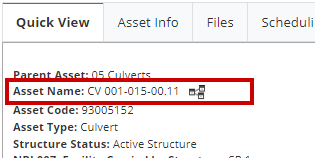 Quick View Asset Info Files Scheduli
Parent Asset: 05 Culverts
Asset Name: CV 001-015-00.11
Asset Code: 93005152
Asset Type: Culvert
Structure Status: Active Structure